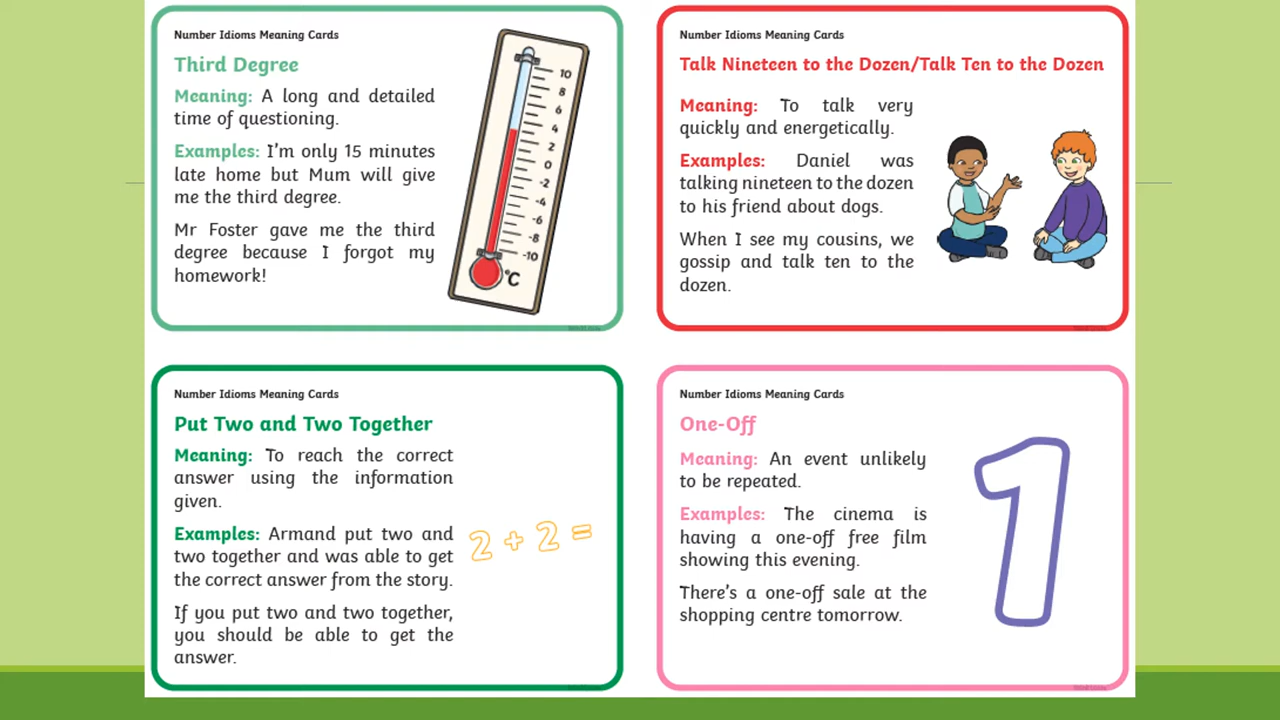 Number Idioms Meaning Cards
Third Degree
Meaning: A long and detailed
time of questioning.
Examples: I'm only 15 minutes
late home but Mum will give
me the third degree.
Mr Foster gave me the third
degree because I forgot my
homework!
10
8
6
4
2
0
-2
-4
-6
-8
-10
°C
Number Idioms Meaning Cards
Talk Nineteen to the Dozen/Talk Ten to the Dozen
Meaning: To talk very
quickly and energetically.
Examples: Daniel was
talking nineteen to the dozen
to his friend about dogs.
When I see my cousins, we
gossip and talk ten to the
dozen.
Number Idioms Meaning Cards
Put Two and Two Together
Meaning: To reach the correct
answer using the information
given.
Examples: Armand put two and
two together and was able to get
the correct answer from the story.
If you put two and two together,
you should be able to get the
answer.
2 + 2 =
Number Idioms Meaning Cards
One-Off
Meaning: An event unlikely
to be repeated.
Examples: The cinema is
having a one-off free film
showing this evening.
There's a one-off sale at the
shopping centre tomorrow.
1